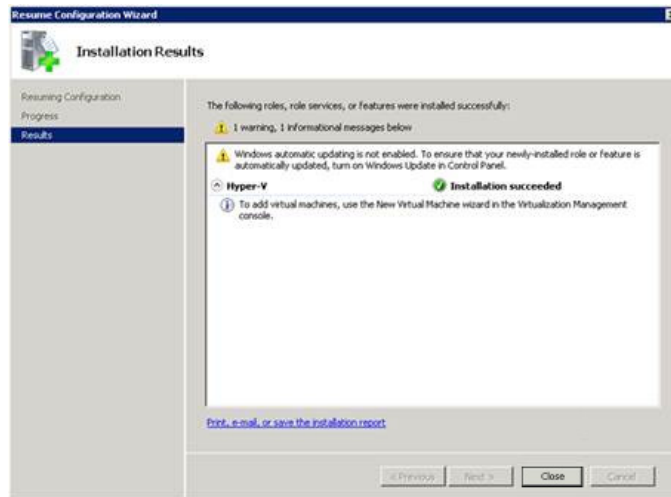 Resume Configuration Wizard
Installation Results
Resuming Configuration
Progress
Results
The following roles, role services, or features were installed successfully:
1 warning, 1 informational messages below
Windows automatic updating is not enabled. To ensure that your newly-installed role or feature is
automatically updated, turn on Windows Update in Control Panel.
Hyper-V
Installation succeeded
To add virtual machines, use the New Virtual Machine wizard in the Virtualization Management
console.
Print, e-mail, or save the installation report
< Previous
Next >
Close
Cancel